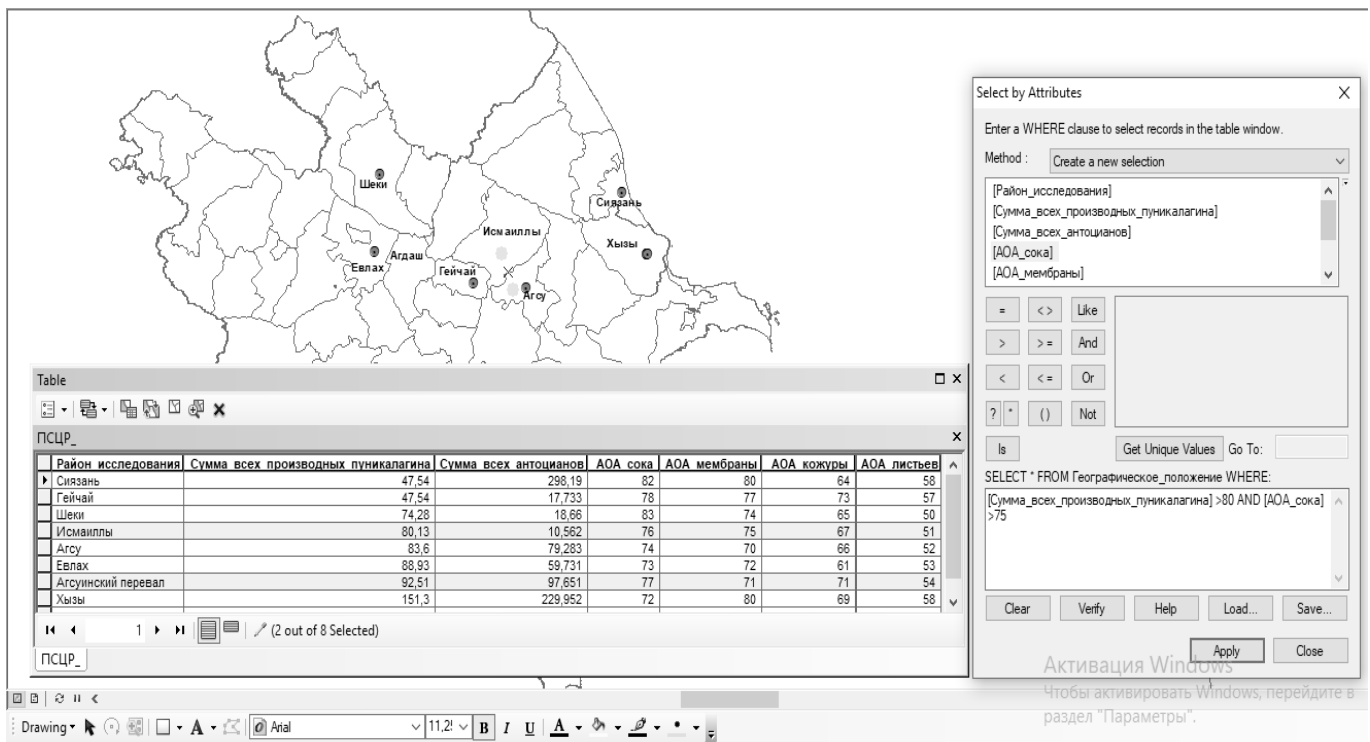 Шеки
Сиязань
Исмаиллы
Хызы
Агдаш
Евлах
Гейчай
Агсу
Select by Attributes
Enter a WHERE clause to select records in the table window.
Method : Create a new selection
[Район_исследования]
[Сумма_всех_производных_пуникалагина]
[Сумма_всех_антоцианов]
[АОА_сока]
[АОА_мембраны]
= <> Like
> >= And
< <= Or
? * () Not
Is Get Unique Values Go To:
SELECT * FROM Географическое_положение WHERE:
[Сумма_всех_производных_пуникалагина] >80 AND [АОА_сока]
>75
Clear Verify Help Load... Save...
Apply Close
Активация Windows
Чтобы активировать Windows, перейдите в
раздел "Параметры".
Table
ПСЦР_
Район исследования Сумма всех производных пуникалагина Сумма всех антоцианов АОА сока АОА мембраны АОА кожуры АОА листьев
Сиязань 47,54 298,19 82 80 64 58
Гейчай 47,54 17,733 78 77 73 57
Шеки 74,28 18,66 83 74 65 50
Исмаиллы 80,13 10,562 76 75 67 51
Агсу 83,6 79,283 74 70 66 52
Евлах 88,93 59,731 73 72 61 53
Агсуинский перевал 92,51 97,651 77 71 71 54
Хызы 151,3 229,952 72 80 69 58
1 (2 out of 8 Selected)
ПСЦР_
Drawing A Arial 11,2 B I U A